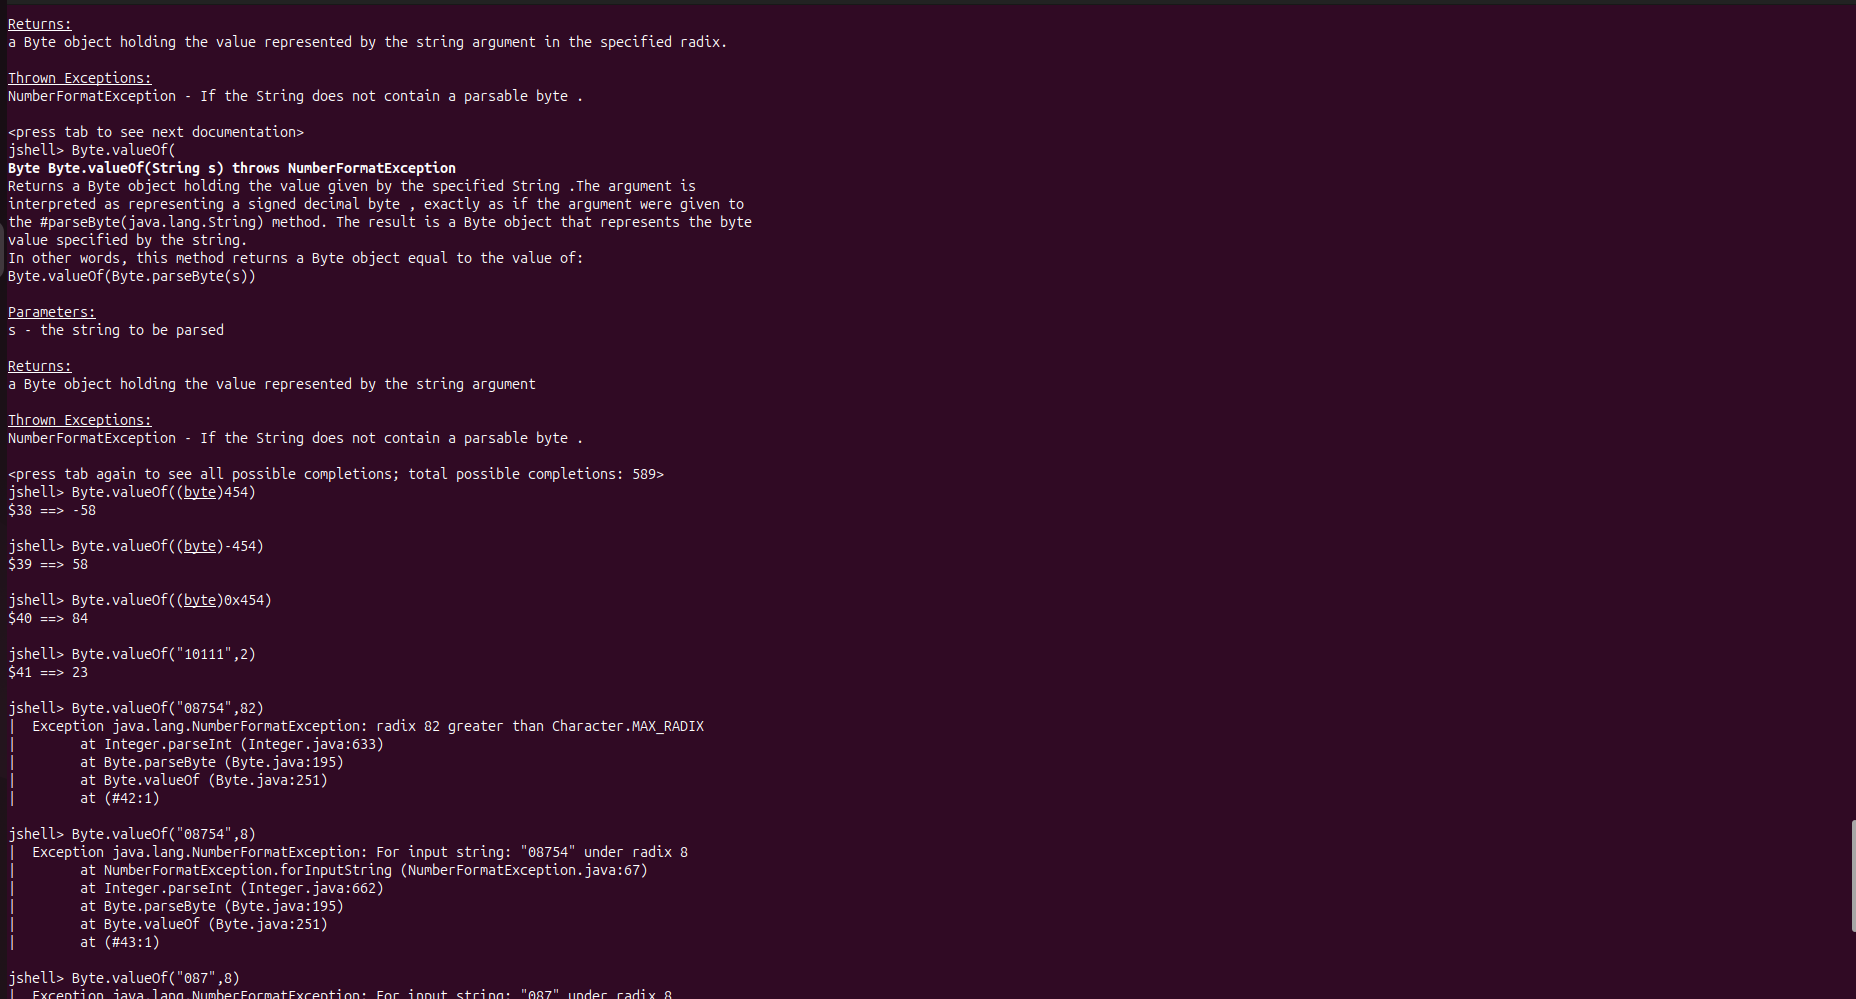 Returns:
a Byte object holding the value represented by the string argument in the specified radix.
Thrown Exceptions:
NumberFormatException - If the String does not contain a parsable byte .
<press tab to see next documentation>
jshell> Byte.valueOf(
Byte Byte.valueOf(String s) throws NumberFormatException
Returns a Byte object holding the value given by the specified String .The argument is
interpreted as representing a signed decimal byte , exactly as if the argument were given to
the #parseByte(java.lang.String) method. The result is a Byte object that represents the byte
value specified by the string.
In other words, this method returns a Byte object equal to the value of:
Byte.valueOf(Byte.parseByte(s))
Parameters:
s - the string to be parsed
Returns:
a Byte object holding the value represented by the string argument
Thrown Exceptions:
NumberFormatException - If the String does not contain a parsable byte .
<press tab again to see all possible completions; total possible completions: 589>
jshell> Byte.valueOf((byte)454)
$38 ==> -58
jshell> Byte.valueOf((byte)-454)
$39 ==> 58
jshell> Byte.valueOf((byte)0x454)
$40 ==> 84
jshell> Byte.valueOf("10111",2)
$41 ==> 23
jshell> Byte.valueOf("08754",82)
|  Exception java.lang.NumberFormatException: radix 82 greater than Character.MAX_RADIX
|        at Integer.parseInt (Integer.java:633)
|        at Byte.parseByte (Byte.java:195)
|        at Byte.valueOf (Byte.java:251)
|        at (#42:1)
jshell> Byte.valueOf("08754",8)
|  Exception java.lang.NumberFormatException: For input string: "08754" under radix 8
|        at NumberFormatException.forInputString (NumberFormatException.java:67)
|        at Integer.parseInt (Integer.java:662)
|        at Byte.parseByte (Byte.java:195)
|        at Byte.valueOf (Byte.java:251)
|        at (#43:1)
jshell> Byte.valueOf("087",8)
|  Exception java.lang.NumberFormatException: For input string: "087" under radix 8